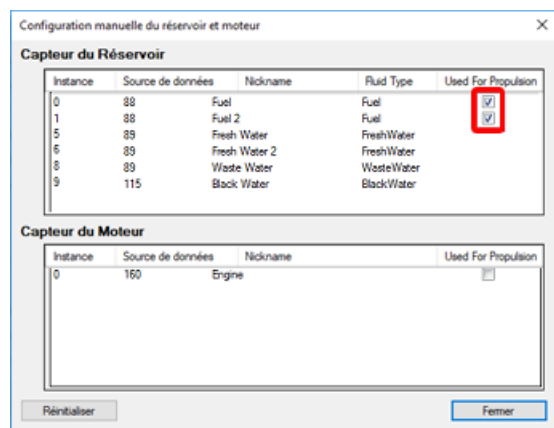 Configuration manuelle du réservoir et moteur
Capteur du Réservoir
Instance Source de données Nickname Fluid Type Used For Propulsion
0 88 Fuel Fuel
1 88 Fuel 2 Fuel
5 89 Fresh Water FreshWater
6 89 Fresh Water 2 FreshWater
8 89 Waste Water WasteWater
9 115 Black Water BlackWater
Capteur du Moteur
Instance Source de données Nickname Used For Propulsion
0 160 Engine
Réinitialiser Fermer